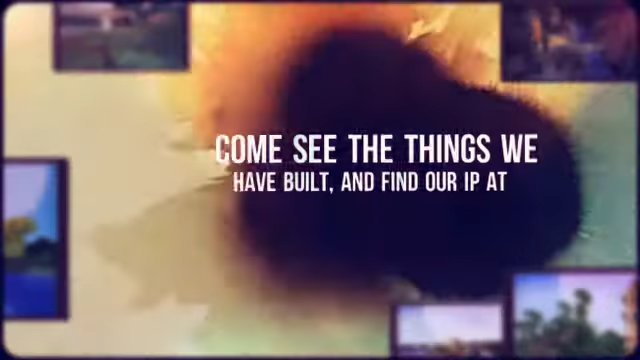 COME SEE THE THINGS WE
HAVE BUILT, AND FIND OUR IP AT